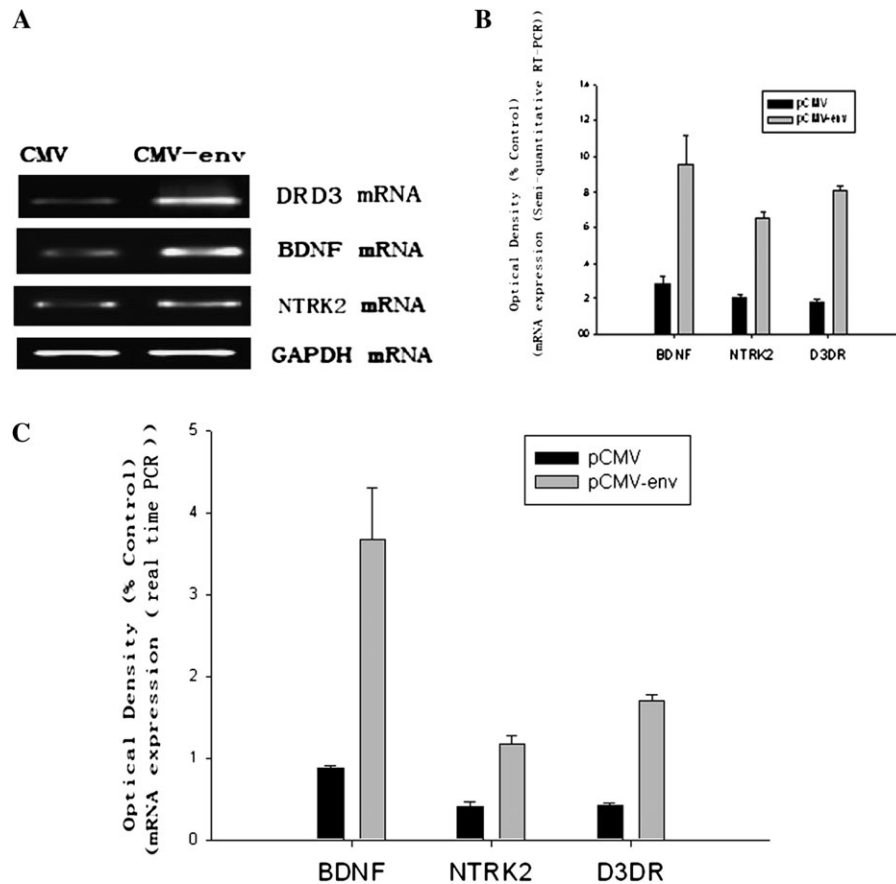 A
CMV CMV-env
DRD3 mRNA
BDNF mRNA
NTRK2 mRNA
GAPDH mRNA
B
Optical Density (% Control)
(mRNA expression (Semi-quantitative RT-PCR))
pCMV
pCMV-env
BDNF NTRK2 D3DR
C
Optical Density (% Control)
(mRNA expression (real time PCR))
5
4
3
2
1
0
pCMV
pCMV-env
BDNF NTRK2 D3DR